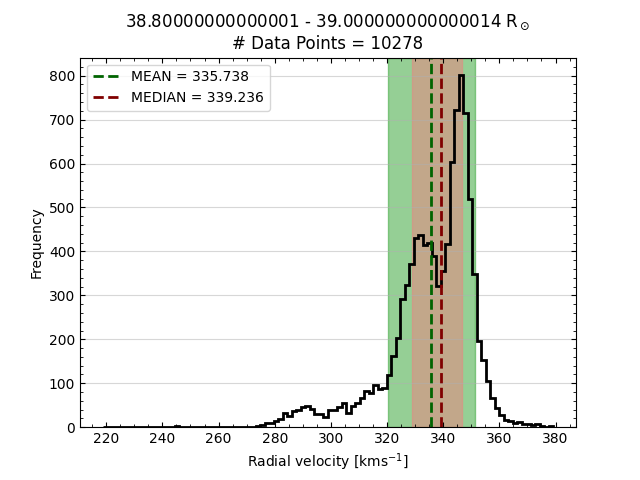 38.80000000000001 - 39.000000000000014 R☉
# Data Points = 10278
MEAN = 335.738
MEDIAN = 339.236
800
700
600
500
400
300
200
100
0
Frequency
220 240 260 280 300 320 340 360 380
Radial velocity [kms⁻¹]